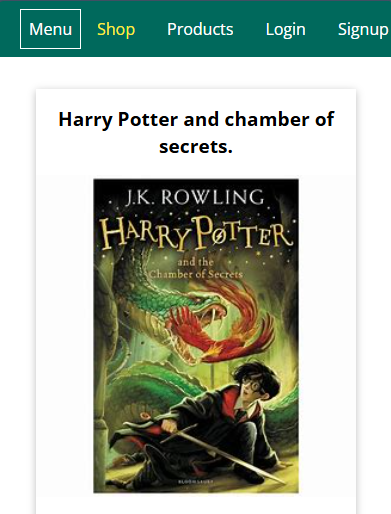 Menu Shop Products Login Signup
Harry Potter and chamber of
secrets.
J.K. ROWLING
HARRY POTTER
and the
Chamber of Secrets
BLOOMSBURY